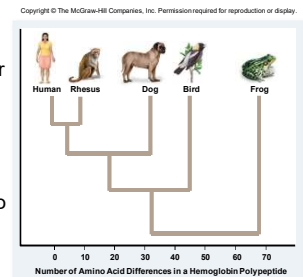 Copyright © The McGraw-Hill Companies, Inc. Permission required for reproduction or display.
Human Rhesus Dog Bird Frog
0 10 20 30 40 50 60 70
Number of Amino Acid Differences in a Hemoglobin Polypeptide